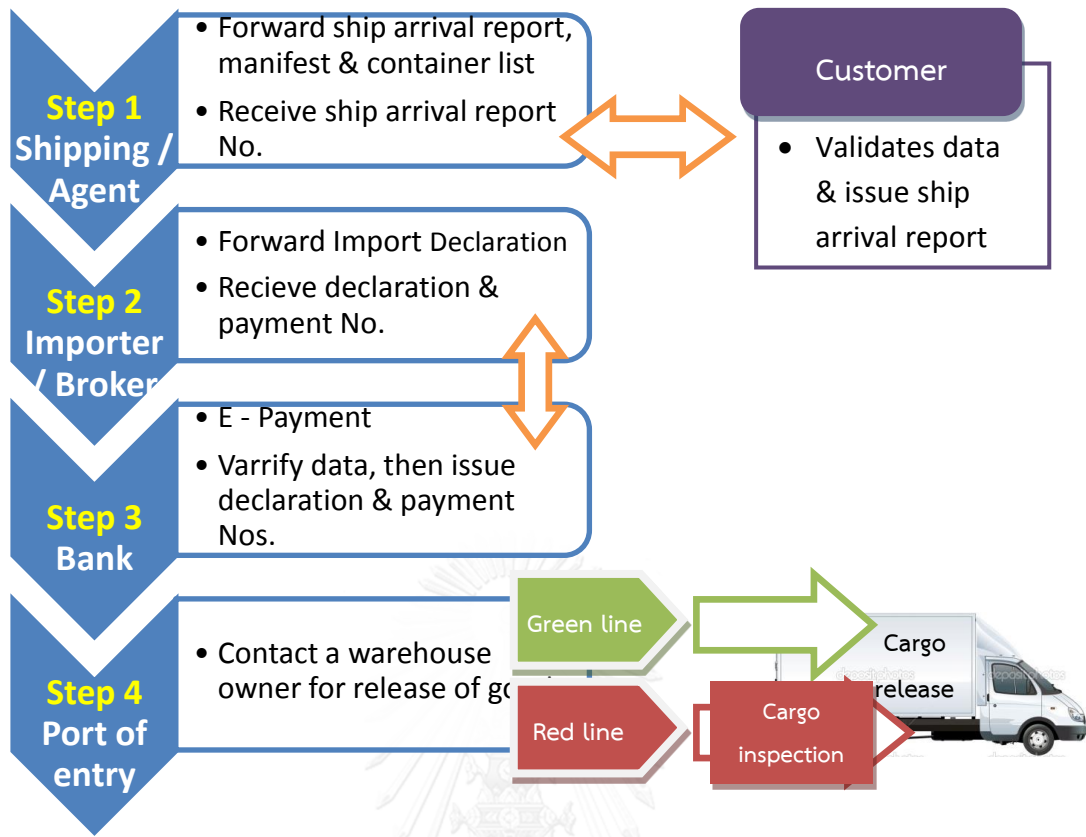 Step 1
Shipping /
Agent
• Forward ship arrival report,
manifest & container list
• Receive ship arrival report
No.
Customer
• Validates data
& issue ship
arrival report
Step 2
Importer
/ Broker
• Forward Import Declaration
• Recieve declaration &
payment No.
Step 3
Bank
• E - Payment
• Varrify data, then issue
declaration & payment
Nos.
Step 4
Port of
entry
• Contact a warehouse
owner for release of
Green line
Red line
Cargo
inspection
Cargo
release